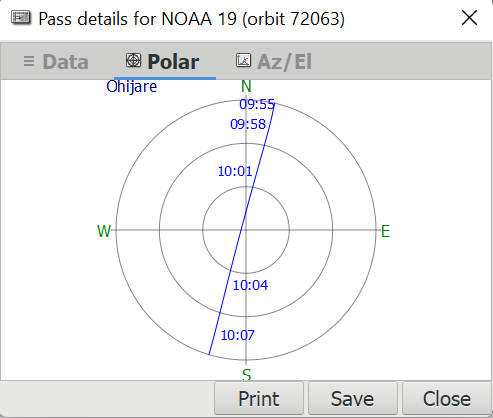 Pass details for NOAA 19 (orbit 72063)
Data Polar Az/El
Ohijare
N
09:55
09:58
10:01
W
E
10:04
10:07
S
Print Save Close